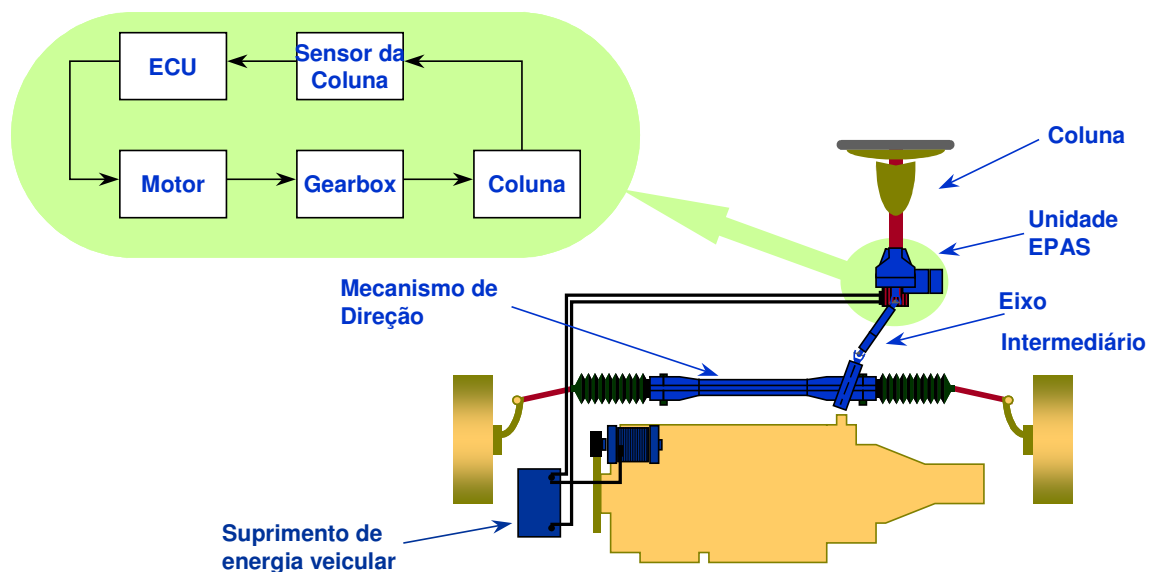 ECU
Sensor da
Coluna
Motor
Gearbox
Coluna
Coluna
Unidade
EPAS
Mecanismo de
Direção
Eixo
Intermediário
Suprimento de
energia veicular